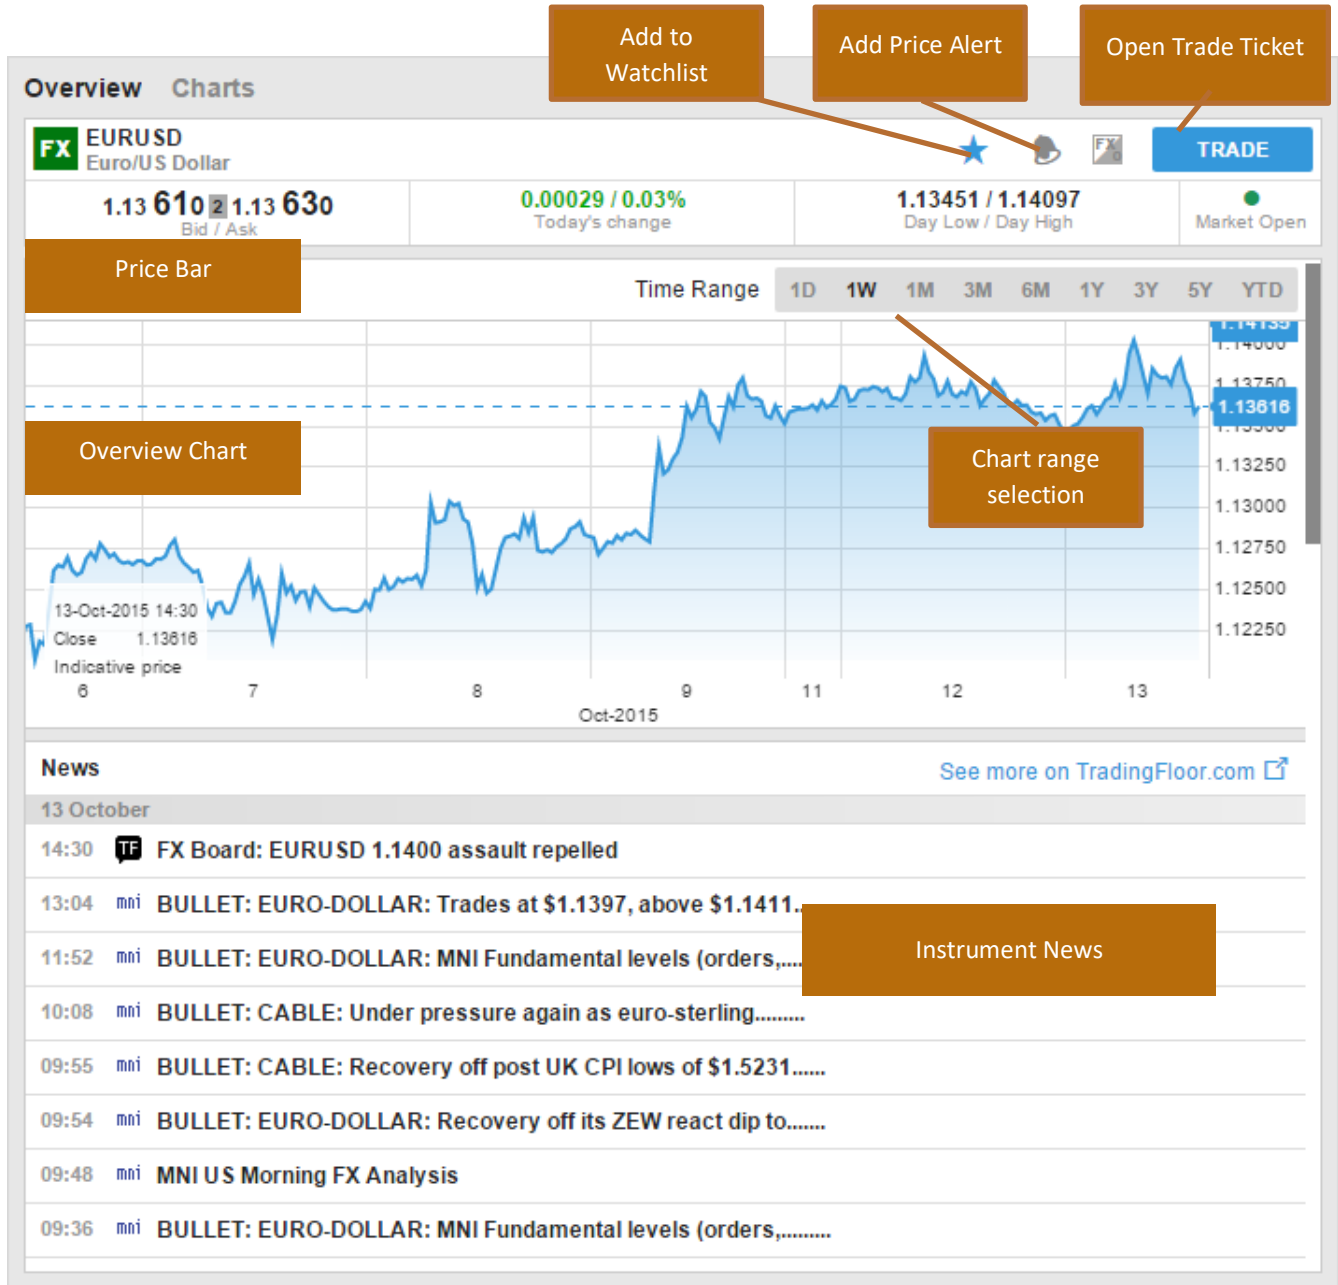 Add to
Watchlist
Add Price Alert
Open Trade Ticket
Overview Charts
FX EURUSD
Euro/US Dollar
FX
TRADE
1.13 610 2 1.13 630
Bid / Ask
0.00029 / 0.03%
Today's change
1.13451 / 1.14097
Day Low / Day High
Market Open
Price Bar
Time Range 1D 1W 1M 3M 6M 1Y 3Y 5Y YTD
1.14135
1.14000
1.13750
1.13616
1.13500
Overview Chart
Chart range
selection
1.13250
1.13000
1.12750
1.12500
1.12250
13-Oct-2015 14:30
Close 1.13616
Indicative price
6 7 8 9 11 12 13
Oct-2015
News
See more on TradingFloor.com
13 October
14:30 TF FX Board: EURUSD 1.1400 assault repelled
13:04 mni BULLET: EURO-DOLLAR: Trades at $1.1397, above $1.1411..
11:52 mni BULLET: EURO-DOLLAR: MNI Fundamental levels (orders,....
Instrument News
10:08 mni BULLET: CABLE: Under pressure again as euro-sterling.........
09:55 mni BULLET: CABLE: Recovery off post UK CPI lows of $1.5231......
09:54 mni BULLET: EURO-DOLLAR: Recovery off its ZEW react dip to.......
09:48 mni MNI US Morning FX Analysis
09:36 mni BULLET: EURO-DOLLAR: MNI Fundamental levels (orders,.........